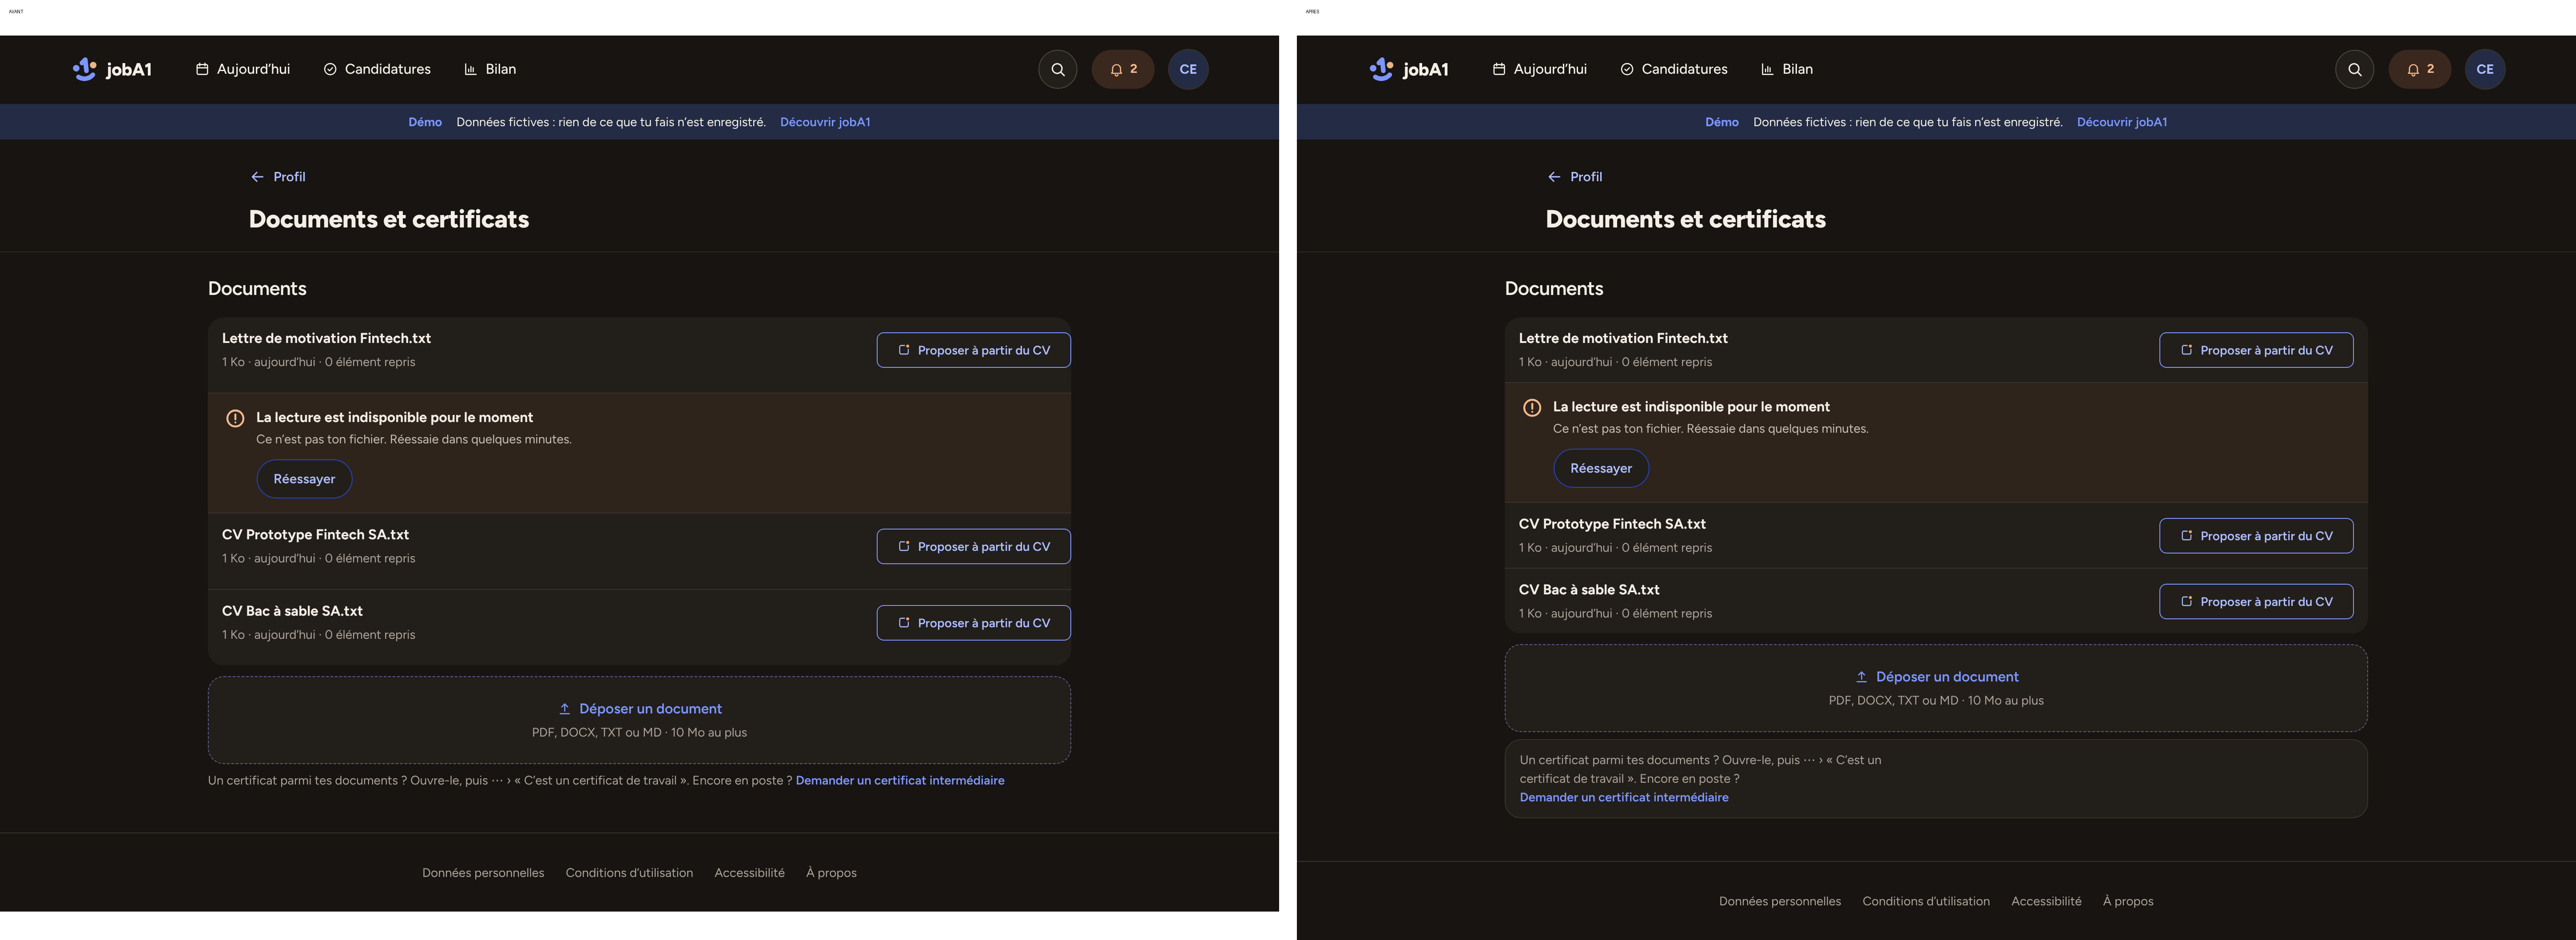 AVANT
jobA1
Aujourd’hui
Candidatures
Bilan
2
CE
Démo Données fictives : rien de ce que tu fais n’est enregistré. Découvrir jobA1
← Profil
Documents et certificats
Documents
Lettre de motivation Fintech.txt
1 Ko · aujourd’hui · 0 élément repris
Proposer à partir du CV
La lecture est indisponible pour le moment
Ce n’est pas ton fichier. Réessaie dans quelques minutes.
Réessayer
CV Prototype Fintech SA.txt
1 Ko · aujourd’hui · 0 élément repris
Proposer à partir du CV
CV Bac à sable SA.txt
1 Ko · aujourd’hui · 0 élément repris
Proposer à partir du CV
Déposer un document
PDF, DOCX, TXT ou MD · 10 Mo au plus
Un certificat parmi tes documents ? Ouvre-le, puis ··· › « C’est un certificat de travail ». Encore en poste ? Demander un certificat intermédiaire
Données personnelles Conditions d’utilisation Accessibilité À propos
APRES
jobA1
Aujourd’hui
Candidatures
Bilan
2
CE
Démo Données fictives : rien de ce que tu fais n’est enregistré. Découvrir jobA1
← Profil
Documents et certificats
Documents
Lettre de motivation Fintech.txt
1 Ko · aujourd’hui · 0 élément repris
Proposer à partir du CV
La lecture est indisponible pour le moment
Ce n’est pas ton fichier. Réessaie dans quelques minutes.
Réessayer
CV Prototype Fintech SA.txt
1 Ko · aujourd’hui · 0 élément repris
Proposer à partir du CV
CV Bac à sable SA.txt
1 Ko · aujourd’hui · 0 élément repris
Proposer à partir du CV
Déposer un document
PDF, DOCX, TXT ou MD · 10 Mo au plus
Un certificat parmi tes documents ? Ouvre-le, puis ··· › « C’est un
certificat de travail ». Encore en poste ?
Demander un certificat intermédiaire
Données personnelles Conditions d’utilisation Accessibilité À propos